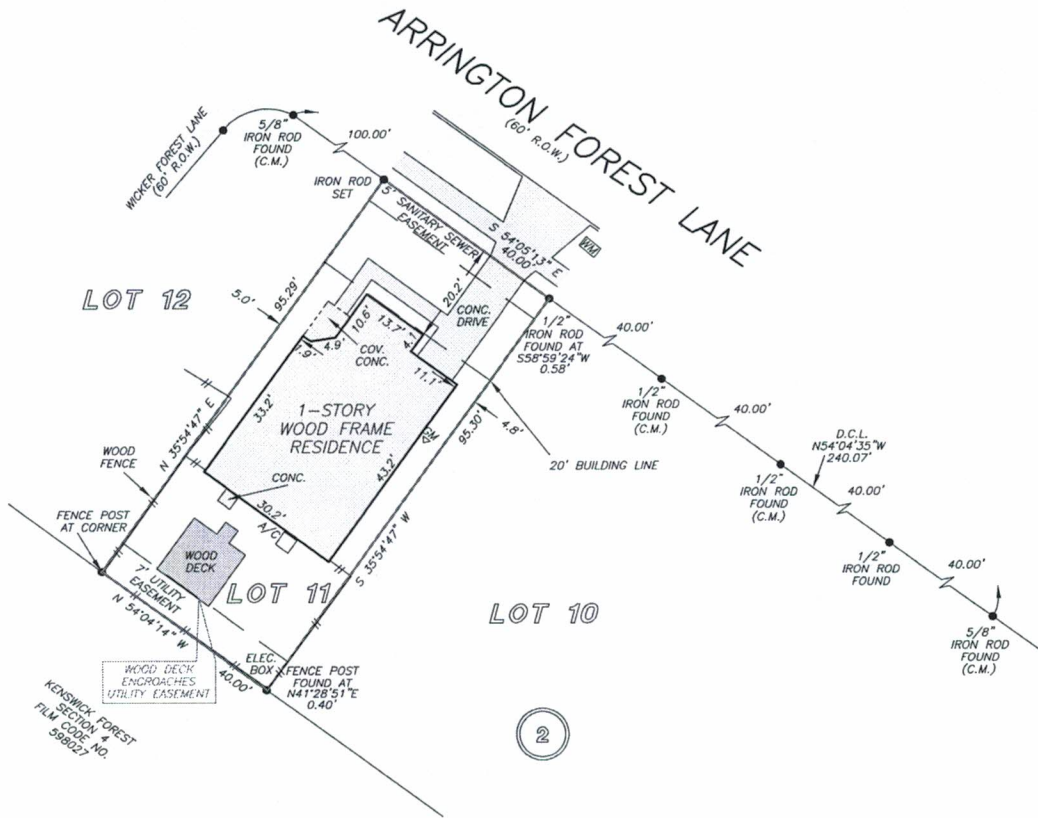 ARRINGTON FOREST LANE
(60' R.O.W.)
WICKER FOREST LANE
(60' R.O.W.)
5/8"
IRON ROD
FOUND
(C.M.)
100.00'
IRON ROD
SET
5' SANITARY SEWER
EASEMENT
S 54°05'13" E
40.00'
WM
LOT 12
5.0'
95.29'
20.2'
CONC.
DRIVE
1/2"
IRON ROD
FOUND AT
S58°59'24"W
0.58'
40.00'
1/2"
IRON ROD
FOUND
(C.M.)
40.00'
D.C.L.
N54°04'35"W
240.07'
1/2"
IRON ROD
FOUND
(C.M.)
40.00'
1/2"
IRON ROD
FOUND
40.00'
5/8"
IRON ROD
FOUND
(C.M.)
10.6'
13.7'
4.
COV.
CONC.
4.9'
1.9'
11.1'
33.2'
1-STORY
WOOD FRAME
RESIDENCE
GM
95.30'
4.8'
20' BUILDING LINE
43.2'
N 35°54'47" E
WOOD
FENCE
CONC.
30.2'
A/C
S 35°54'47" W
FENCE POST
AT CORNER
WOOD
DECK
7' UTILITY
EASEMENT
LOT 11
LOT 10
N 54°04'14" W
40.00'
WOOD DECK
ENGROACHES
UTILITY EASEMENT
ELEC.
BOX
FENCE POST
FOUND AT
N41°28'51"E
0.40'
KENSWICK FOREST
SECTION 4
FILM CODE NO.
598027
2